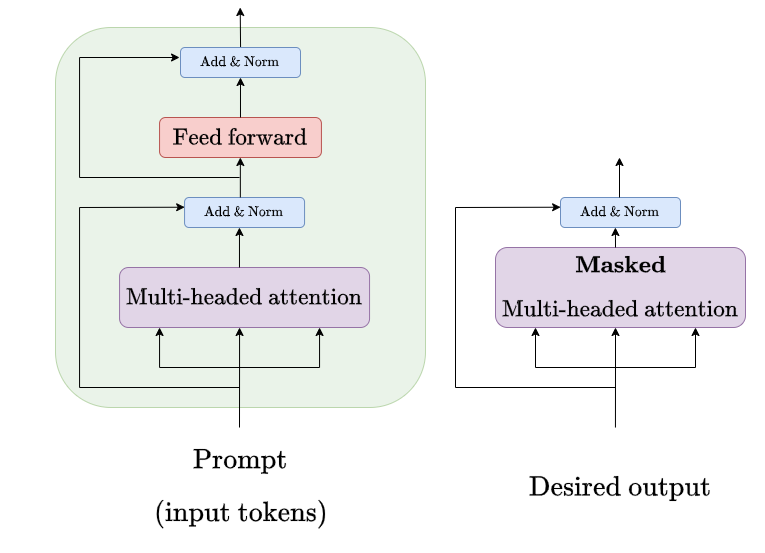 Add & Norm
Feed forward
Add & Norm
Multi-headed attention
Prompt
(input tokens)
Add & Norm
Masked
Multi-headed attention
Desired output